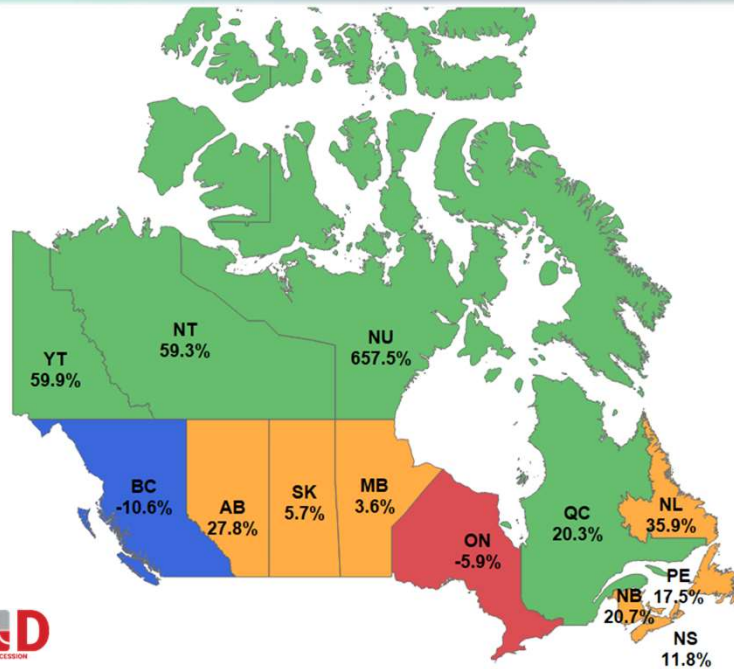 NT
59.3%
NU
657.5%
YT
59.9%
BC
-10.6%
AB
27.8%
SK
5.7%
MB
3.6%
ON
-5.9%
QC
20.3%
NL
35.9%
PE
17.5%
NB
20.7%
NS
11.8%
D
CESSION